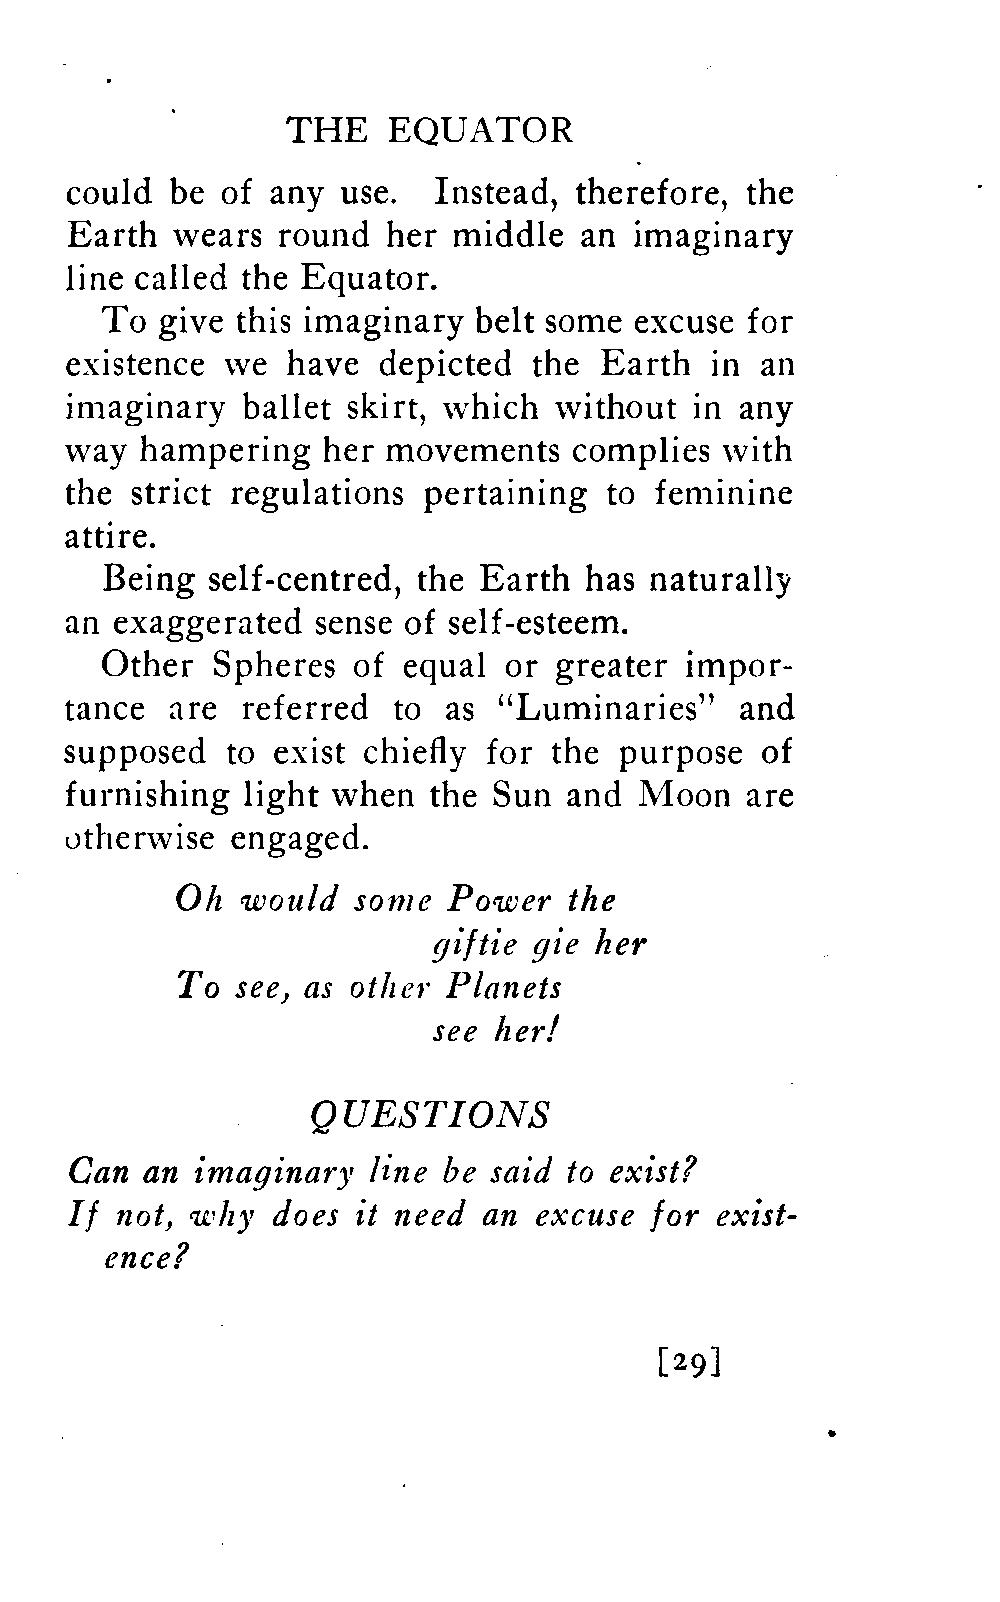 THE EQUATOR
could be of any use. Instead, therefore, the
Earth wears round her middle an imaginary
line called the Equator.
To give this imaginary belt some excuse for
existence we have depicted the Earth in an
imaginary ballet skirt, which without in any
way hampering her movements complies with
the strict regulations pertaining to feminine
attire.
Being self-centred, the Earth has naturally
an exaggerated sense of self-esteem.
Other Spheres of equal or greater impor-
tance are referred to as “Luminaries” and
supposed to exist chiefly for the purpose of
furnishing light when the Sun and Moon are
otherwise engaged.
Oh would some Power the
giftie gie her
To see, as other Planets
see her!
QUESTIONS
Can an imaginary line be said to exist?
If not, why does it need an excuse for exist-
ence?
[29]